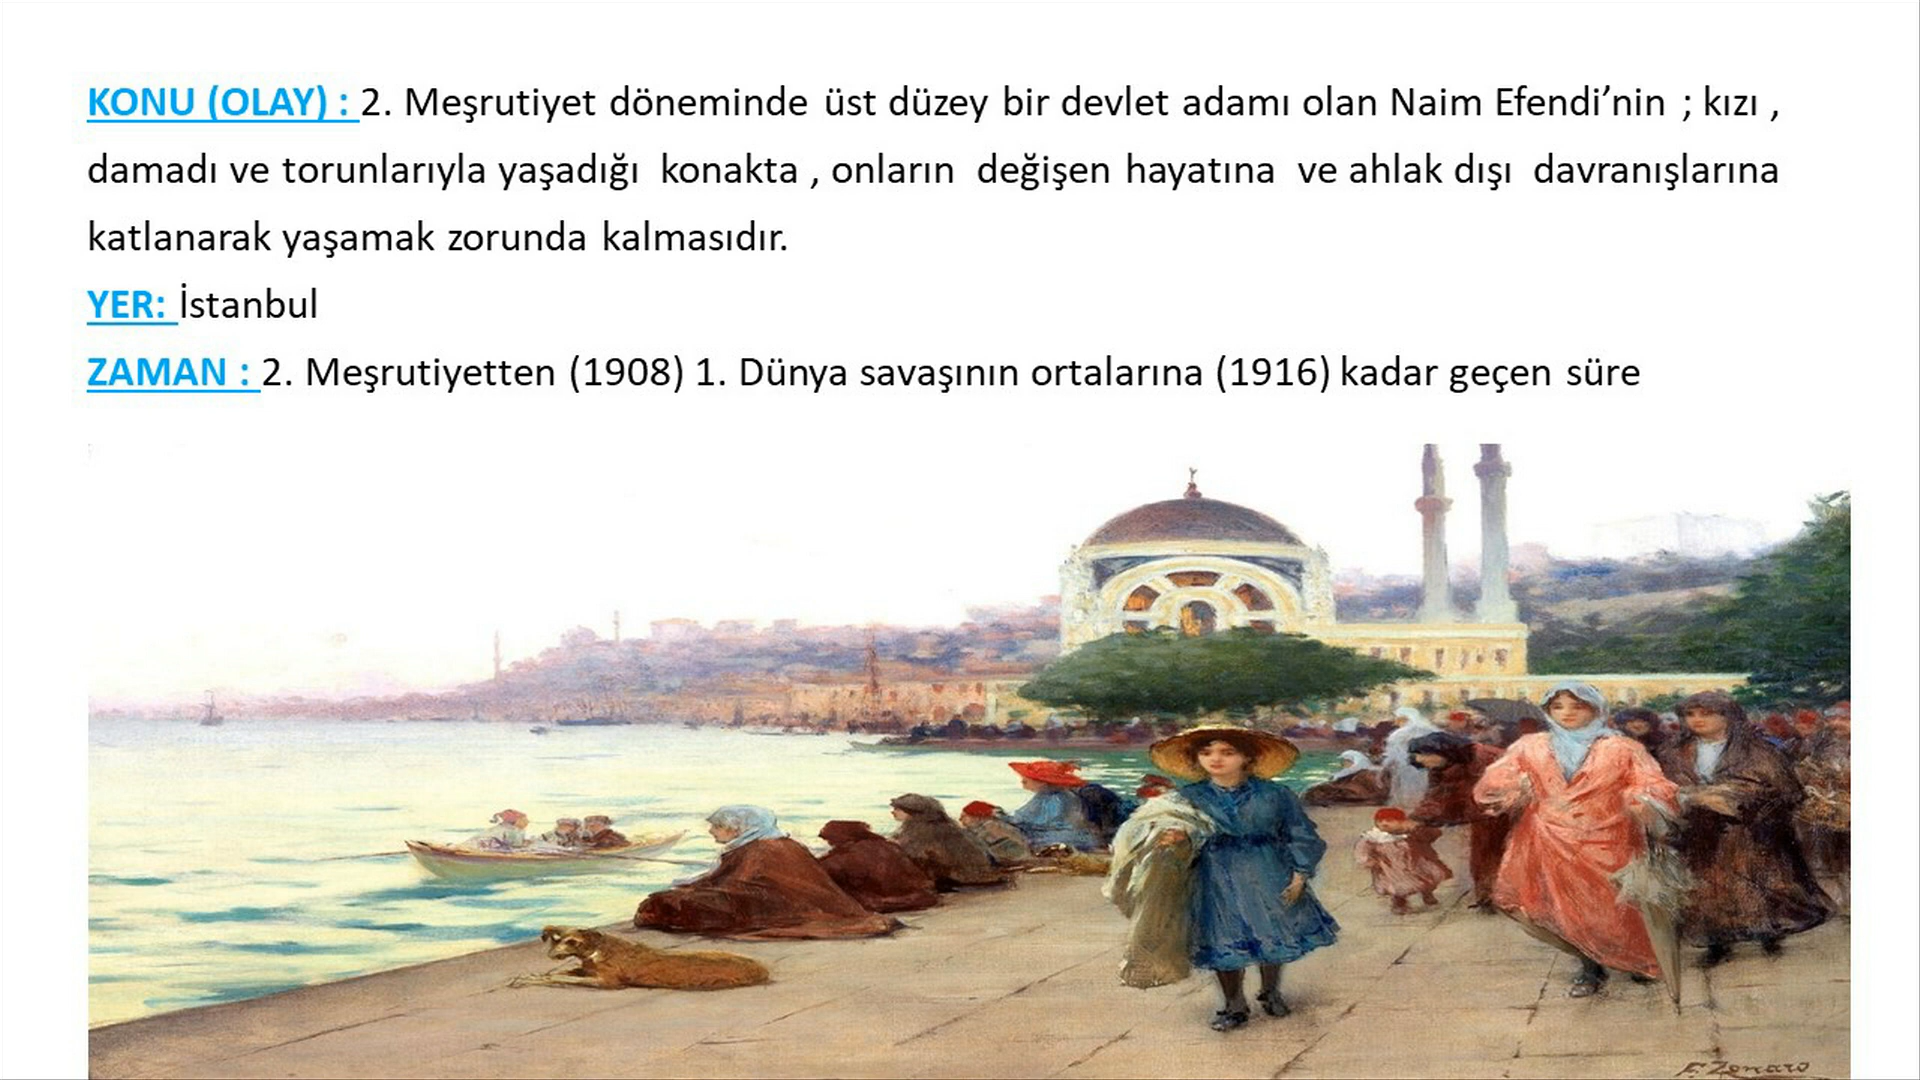 KONU (OLAY) : 2. Meşrutiyet döneminde üst düzey bir devlet adamı olan Naim Efendi’nin ; kızı ,
damadı ve torunlarıyla yaşadığı konakta , onların değişen hayatına ve ahlak dışı davranışlarına
katlanarak yaşamak zorunda kalmasıdır.
YER: İstanbul
ZAMAN : 2. Meşrutiyetten (1908) 1. Dünya savaşının ortalarına (1916) kadar geçen süre
F. Zonaro